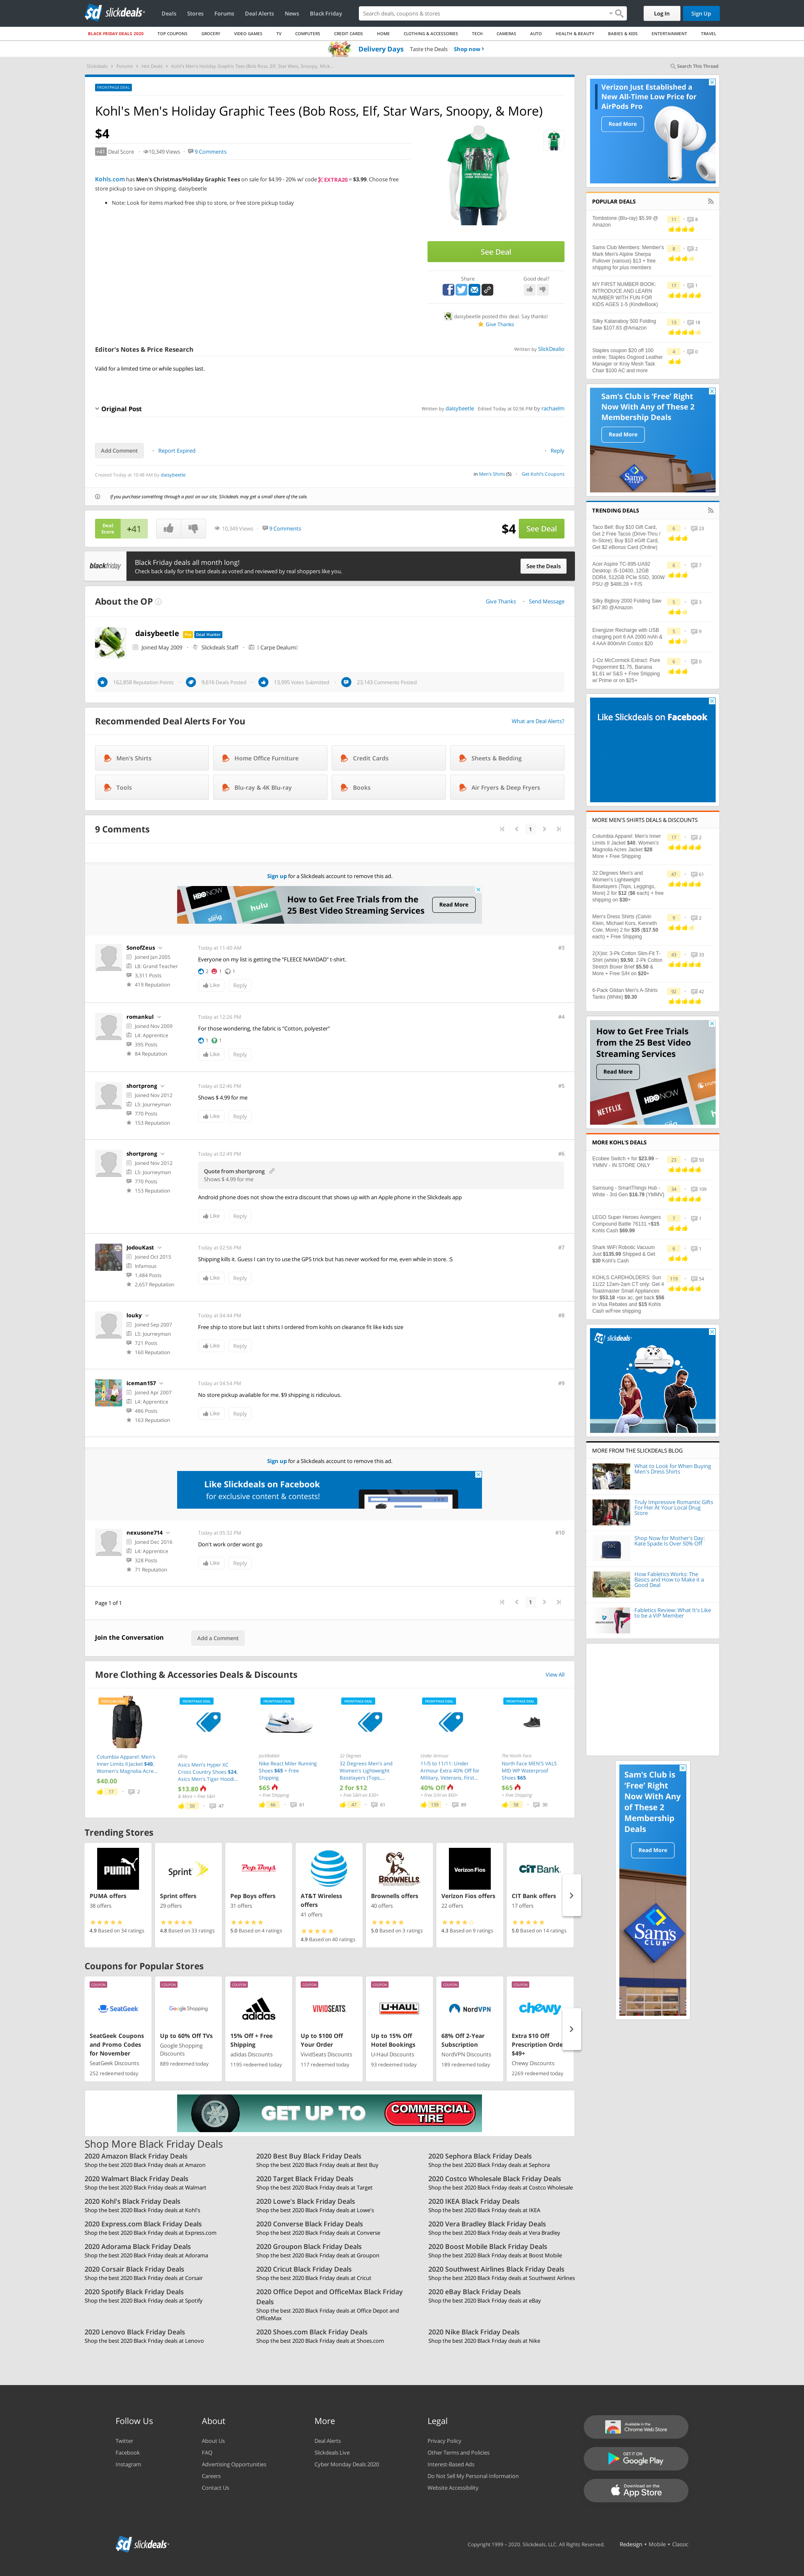 slickdeals
Deals
Stores
Forums
Deal Alerts
News
Black Friday
Search deals, coupons & stores
Log In
Sign Up
BLACK FRIDAY DEALS 2020
TOP COUPONS
GROCERY
VIDEO GAMES
TV
COMPUTERS
CREDIT CARDS
HOME
CLOTHING & ACCESSORIES
TECH
CAMERAS
AUTO
HEALTH & BEAUTY
BABIES & KIDS
ENTERTAINMENT
TRAVEL
Delivery Days Taste the Deals Shop now
Slickdeals > Forums > Hot Deals > Kohl's Men's Holiday Graphic Tees (Bob Ross, Elf, Star Wars, Snoopy, Mick...
Search This Thread
FRONTPAGE DEAL
Kohl's Men's Holiday Graphic Tees (Bob Ross, Elf, Star Wars, Snoopy, & More)
$4
+41 Deal Score 10,349 Views 9 Comments
Kohls.com has Men's Christmas/Holiday Graphic Tees on sale for $4.99 - 20% w/ code EXTRA20 = $3.99. Choose free
store pickup to save on shipping, daisybeetle
Note: Look for items marked free ship to store, or free store pickup today
See Deal
Share
Good deal?
daisybeetle posted this deal. Say thanks!
Give Thanks
Editor's Notes & Price Research
Written by SlickDealio
Valid for a limited time or while supplies last.
Original Post
Written by daisybeetle Edited Today at 02:56 PM by rachaelm
Add Comment
Report Expired
Reply
Created Today at 10:48 AM by daisybeetle
in Men's Shirts (5) Get Kohl's Coupons
If you purchase something through a post on our site, Slickdeals may get a small share of the sale.
Deal
Score
+41
10,349 Views
9 Comments
$4
See Deal
blackfriday
Black Friday deals all month long!
Check back daily for the best deals as voted and reviewed by real shoppers like you.
See the Deals
About the OP
Give Thanks
Send Message
daisybeetle Pro Deal Hunter
Joined May 2009
Slickdeals Staff
! Carpe Dealum!
162,858 Reputation Points
9,616 Deals Posted
13,995 Votes Submitted
23,143 Comments Posted
Recommended Deal Alerts For You
What are Deal Alerts?
Men's Shirts
Home Office Furniture
Credit Cards
Sheets & Bedding
Tools
Blu-ray & 4K Blu-ray
Books
Air Fryers & Deep Fryers
9 Comments
1
Sign up for a Slickdeals account to remove this ad.
HBO NOW
sling
hulu
How to Get Free Trials from the
25 Best Video Streaming Services
Read More
SonofZeus
Joined Jan 2005
L8: Grand Teacher
3,311 Posts
419 Reputation
Today at 11:40 AM
#3
Everyone on my list is getting the "FLEECE NAVIDAD" t-shirt.
2 1 1
Like Reply
romankul
Joined Nov 2009
L4: Apprentice
395 Posts
84 Reputation
Today at 12:26 PM
#4
For those wondering, the fabric is "Cotton, polyester"
1 1
Like Reply
shortprong
Joined Nov 2012
L5: Journeyman
770 Posts
153 Reputation
Today at 02:46 PM
#5
Shows $ 4.99 for me
Like Reply
shortprong
Joined Nov 2012
L5: Journeyman
770 Posts
153 Reputation
Today at 02:49 PM
#6
Quote from shortprong
Shows $ 4.99 for me
Android phone does not show the extra discount that shows up with an Apple phone in the Slickdeals app
Like Reply
JodouKast
Joined Oct 2015
Infamous
1,484 Posts
2,657 Reputation
Today at 02:56 PM
#7
Shipping kills it. Guess I can try to use the GPS trick but has never worked for me, even while in store. :S
Like Reply
louky
Joined Sep 2007
L5: Journeyman
721 Posts
160 Reputation
Today at 04:44 PM
#8
Free ship to store but last t shirts I ordered from kohls on clearance fit like kids size
Like Reply
iceman157
Joined Apr 2007
L4: Apprentice
486 Posts
163 Reputation
Today at 04:54 PM
#9
No store pickup available for me. $9 shipping is ridiculous.
Like Reply
Sign up for a Slickdeals account to remove this ad.
Like Slickdeals on Facebook
for exclusive content & contests!
nexusone714
Joined Dec 2016
L4: Apprentice
328 Posts
71 Reputation
Today at 05:32 PM
#10
Don't work order wont go
Like Reply
Page 1 of 1
1
Join the Conversation
Add a Comment
More Clothing & Accessories Deals & Discounts
View All
Columbia Apparel: Men's
Inner Limits II Jacket $40,
Women's Magnolia Acre...
$40.00
17 2
FRONTPAGE DEAL
eBay
Asics Men's Hyper XC
Cross Country Shoes $24,
Asics Men's Tiger Hoodi...
$13.80
& More + Free S&H
50 47
FRONTPAGE DEAL
JackRabbit
Nike React Miler Running
Shoes $65 + Free
Shipping
$65
+ Free Shipping
66 61
FRONTPAGE DEAL
32 Degrees
32 Degrees Men's and
Women's Lightweight
Baselayers (Tops,...
2 for $12
+ Free S&H on $30+
47 61
FRONTPAGE DEAL
Under Armour
11/5 to 11/11: Under
Armour Extra 40% Off for
Military, Veterans, First...
40% Off
+ Free S/H on $60+
139 89
FRONTPAGE DEAL
The North Face
North Face MEN'S VALS
MID WP Waterproof
Shoes $65
$65
+ Free Shipping
38 30
Trending Stores
PUMA offers
38 offers
4.9 Based on 34 ratings
Sprint
Sprint offers
29 offers
4.8 Based on 33 ratings
Pep Boys
Pep Boys offers
31 offers
5.0 Based on 4 ratings
AT&T
AT&T Wireless
offers
41 offers
4.9 Based on 40 ratings
BROWNELLS
Brownells offers
40 offers
5.0 Based on 3 ratings
Verizon Fios
Verizon Fios offers
22 offers
4.3 Based on 9 ratings
CIT Bank
CIT Bank offers
17 offers
5.0 Based on 14 ratings
Coupons for Popular Stores
COUPON
SeatGeek
SeatGeek Coupons
and Promo Codes
for November
SeatGeek Discounts
252 redeemed today
COUPON
Google Shopping
Up to 60% Off TVs
Google Shopping
Discounts
889 redeemed today
COUPON
adidas
15% Off + Free
Shipping
adidas Discounts
1195 redeemed today
COUPON
VIVIDSEATS
Up to $100 Off
Your Order
VividSeats Discounts
117 redeemed today
COUPON
U-HAUL
Up to 15% Off
Hotel Bookings
U-Haul Discounts
93 redeemed today
COUPON
NordVPN
68% Off 2-Year
Subscription
NordVPN Discounts
189 redeemed today
COUPON
chewy
Extra $10 Off
Prescription Orde
$49+
Chewy Discounts
2269 redeemed today
GET UP TO
COMMERCIAL
TIRE
Shop More Black Friday Deals
2020 Amazon Black Friday Deals
Shop the best 2020 Black Friday deals at Amazon
2020 Best Buy Black Friday Deals
Shop the best 2020 Black Friday deals at Best Buy
2020 Sephora Black Friday Deals
Shop the best 2020 Black Friday deals at Sephora
2020 Walmart Black Friday Deals
Shop the best 2020 Black Friday deals at Walmart
2020 Target Black Friday Deals
Shop the best 2020 Black Friday deals at Target
2020 Costco Wholesale Black Friday Deals
Shop the best 2020 Black Friday deals at Costco Wholesale
2020 Kohl's Black Friday Deals
Shop the best 2020 Black Friday deals at Kohl's
2020 Lowe's Black Friday Deals
Shop the best 2020 Black Friday deals at Lowe's
2020 IKEA Black Friday Deals
Shop the best 2020 Black Friday deals at IKEA
2020 Express.com Black Friday Deals
Shop the best 2020 Black Friday deals at Express.com
2020 Converse Black Friday Deals
Shop the best 2020 Black Friday deals at Converse
2020 Vera Bradley Black Friday Deals
Shop the best 2020 Black Friday deals at Vera Bradley
2020 Adorama Black Friday Deals
Shop the best 2020 Black Friday deals at Adorama
2020 Groupon Black Friday Deals
Shop the best 2020 Black Friday deals at Groupon
2020 Boost Mobile Black Friday Deals
Shop the best 2020 Black Friday deals at Boost Mobile
2020 Corsair Black Friday Deals
Shop the best 2020 Black Friday deals at Corsair
2020 Cricut Black Friday Deals
Shop the best 2020 Black Friday deals at Cricut
2020 Southwest Airlines Black Friday Deals
Shop the best 2020 Black Friday deals at Southwest Airlines
2020 Spotify Black Friday Deals
Shop the best 2020 Black Friday deals at Spotify
2020 Office Depot and OfficeMax Black Friday
Deals
Shop the best 2020 Black Friday deals at Office Depot and
OfficeMax
2020 eBay Black Friday Deals
Shop the best 2020 Black Friday deals at eBay
2020 Lenovo Black Friday Deals
Shop the best 2020 Black Friday deals at Lenovo
2020 Shoes.com Black Friday Deals
Shop the best 2020 Black Friday deals at Shoes.com
2020 Nike Black Friday Deals
Shop the best 2020 Black Friday deals at Nike
Verizon Just Established a
New All-Time Low Price for
AirPods Pro
Read More
POPULAR DEALS
Tombstone (Blu-ray) $5.99 @
Amazon
11 8
Sams Club Members: Member's
Mark Men's Alpine Sherpa
Pullover (various) $13 + free
shipping for plus members
8 2
MY FIRST NUMBER BOOK:
INTRODUCE AND LEARN
NUMBER WITH FUN FOR
KIDS AGES 1-5 (KindleBook)
17 1
Silky Katanaboy 500 Folding
Saw $107.83 @Amazon
13 18
Staples coupon $20 off 100
online; Staples Osgood Leather
Manager or Kroy Mesh Task
Chair $100 AC and more
4 0
Sam's Club is 'Free' Right
Now With Any of These 2
Membership Deals
Read More
Sam's
TRENDING DEALS
Taco Bell: Buy $10 Gift Card,
Get 2 Free Tacos (Drive-Thru /
In-Store); Buy $10 eGift Card,
Get $2 eBonus Card (Online)
6 23
Acer Aspire TC-895-UA92
Desktop: i5-10400, 12GB
DDR4, 512GB PCIe SSD, 300W
PSU @ $486.28 + F/S
6 7
Silky Bigboy 2000 Folding Saw
$47.80 @Amazon
5 3
Energizer Recharge with USB
charging port 6 AA 2000 mAh &
4 AAA 800mAh Costco $20
5 9
1-Oz McCormick Extract: Pure
Peppermint $1.75, Banana
$1.61 w/ S&S + Free Shipping
w/ Prime or on $25+
6 0
Like Slickdeals on Facebook
MORE MEN'S SHIRTS DEALS & DISCOUNTS
Columbia Apparel: Men's Inner
Limits II Jacket $40, Women's
Magnolia Acres Jacket $28
More + Free Shipping
17 2
32 Degrees Men's and
Women's Lightweight
Baselayers (Tops, Leggings,
More) 2 for $12 ($6 each) + free
shipping on $30+
47 61
Men's Dress Shirts (Calvin
Klein, Michael Kors, Kenneth
Cole, More) 2 for $35 ($17.50
each) + Free Shipping
9 2
2(X)ist: 3-Pk Cotton Slim-Fit T-
Shirt (white) $9.50, 2-Pk Cotton
Stretch Boxer Brief $5.50 &
More + Free S/H on $20+
43 33
6-Pack Gildan Men's A-Shirts
Tanks (White) $9.30
92 42
How to Get Free Trials
from the 25 Best Video
Streaming Services
Read More
NETFLIX
HBO NOW
MORE KOHL'S DEALS
Ecobee Switch + for $23.99 -
YMMV - IN STORE ONLY
23 50
Samsung - SmartThings Hub -
White - 3rd Gen $16.79 (YMMV)
34 109
LEGO Super Heroes Avengers
Compound Battle 76131 +$15
Kohls Cash $69.99
7 1
Shark WiFi Robotic Vacuum
Just $135.99 Shipped & Get
$30 Kohl's Cash
6 1
KOHLS CARDHOLDERS: Sun
11/22 12am-2am CT only: Get 4
Toastmaster Small Appliances
for $53.18 +tax ac, get back $56
in Visa Rebates and $15 Kohls
Cash w/Free shipping
119 54
slickdeals
MORE FROM THE SLICKDEALS BLOG
What to Look for When Buying
Men's Dress Shirts
Truly Impressive Romantic Gifts
For Her At Your Local Drug
Store
Shop Now for Mother's Day:
Kate Spade Is Over 50% Off
How Fabletics Works: The
Basics and How to Make it a
Good Deal
Fabletics Review: What It's Like
to be a VIP Member
Sam's Club is
'Free' Right
Now With Any
of These 2
Membership
Deals
Read More
Sam's
CLUB
Follow Us
Twitter
Facebook
Instagram
About
About Us
FAQ
Advertising Opportunities
Careers
Contact Us
More
Deal Alerts
Slickdeals Live
Cyber Monday Deals 2020
Legal
Privacy Policy
Other Terms and Policies
Interest-Based Ads
Do Not Sell My Personal Information
Website Accessibility
Available in the
Chrome Web Store
GET IT ON
Google Play
Download on the
App Store
slickdeals
Copyright 1999 - 2020. Slickdeals, LLC. All Rights Reserved.
Redesign • Mobile • Classic